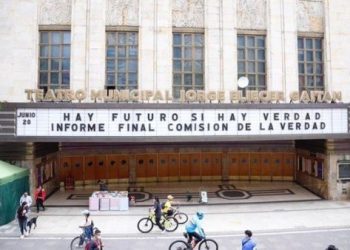 TEATRO MUNICIPAL JORGE ELIECER GAITAN
JUNIO
28
HAY FUTURO SI HAY VERDAD
INFORME FINAL COMISION DE LA VERDAD